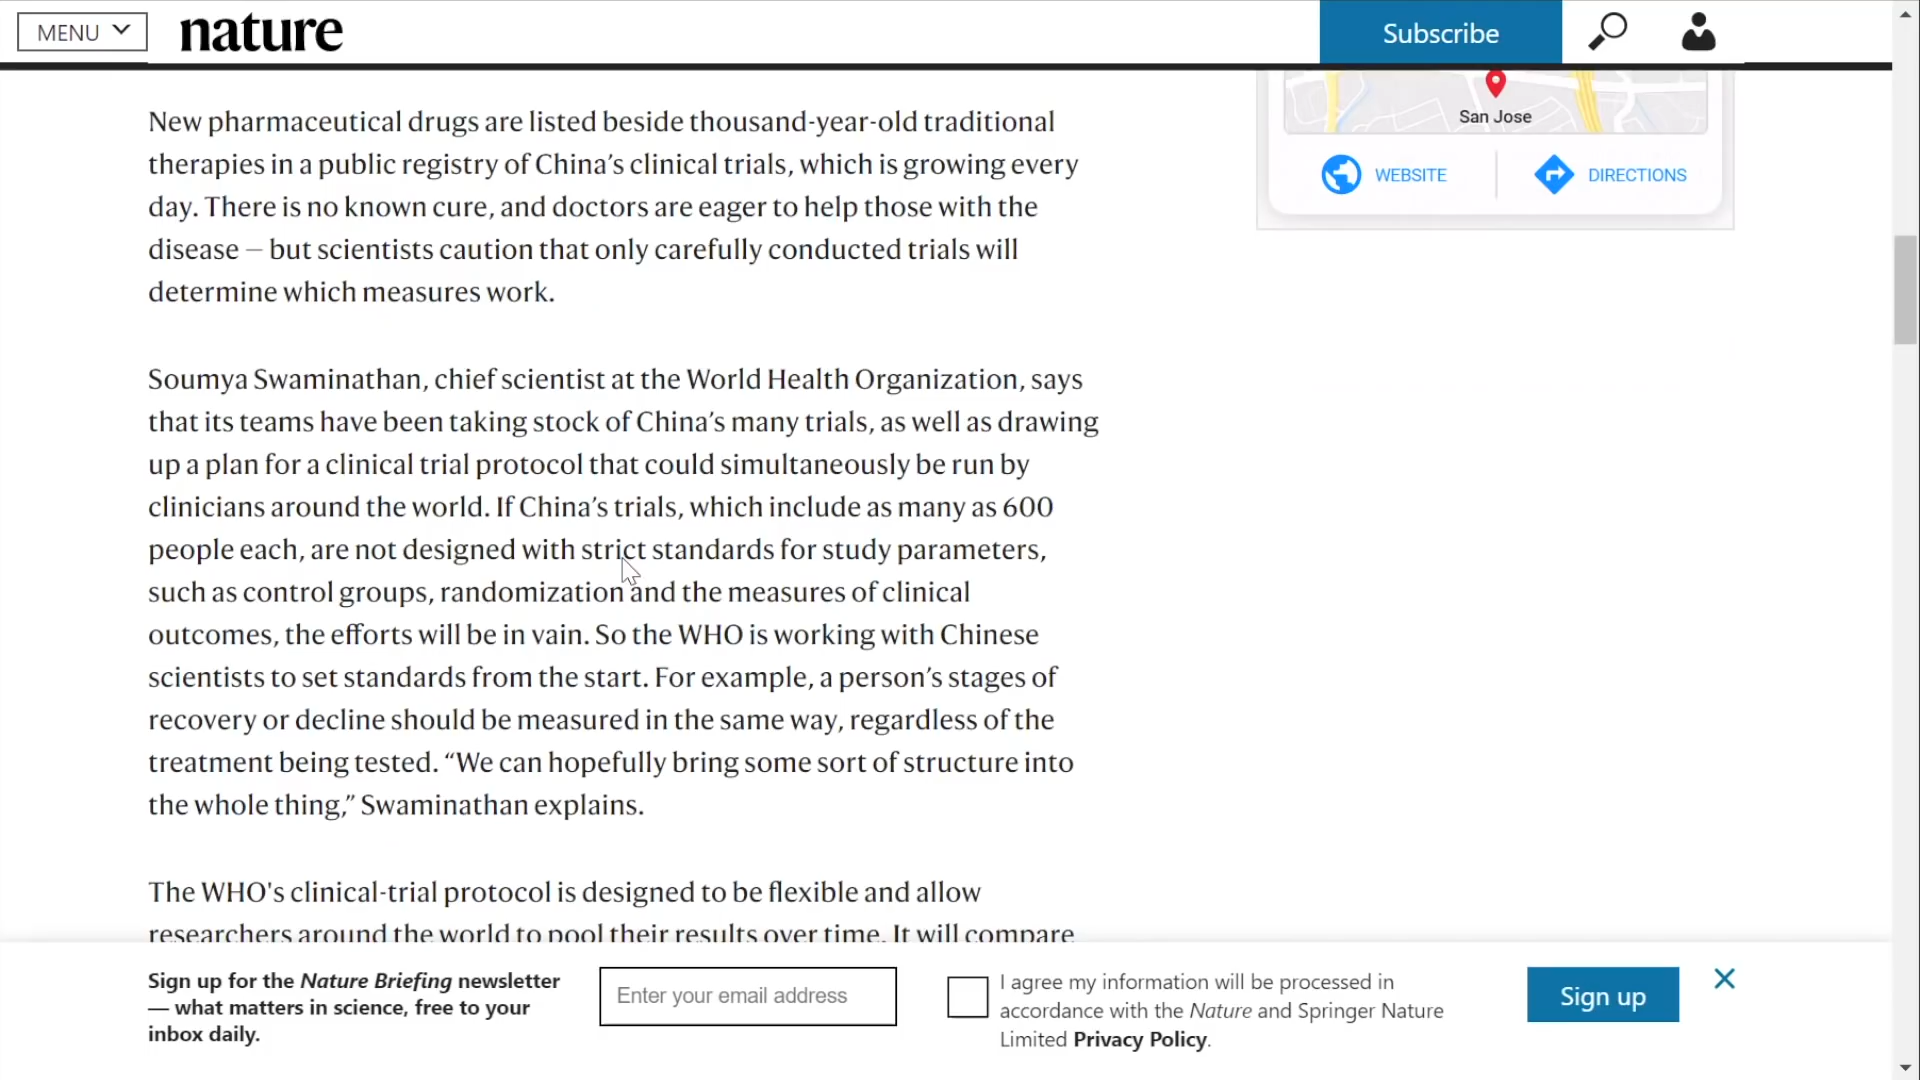 MENU
nature
Subscribe
San Jose
WEBSITE
DIRECTIONS
New pharmaceutical drugs are listed beside thousand-year-old traditional
therapies in a public registry of China’s clinical trials, which is growing every
day. There is no known cure, and doctors are eager to help those with the
disease — but scientists caution that only carefully conducted trials will
determine which measures work.
Soumya Swaminathan, chief scientist at the World Health Organization, says
that its teams have been taking stock of China’s many trials, as well as drawing
up a plan for a clinical trial protocol that could simultaneously be run by
clinicians around the world. If China’s trials, which include as many as 600
people each, are not designed with strict standards for study parameters,
such as control groups, randomization and the measures of clinical
outcomes, the efforts will be in vain. So the WHO is working with Chinese
scientists to set standards from the start. For example, a person’s stages of
recovery or decline should be measured in the same way, regardless of the
treatment being tested. “We can hopefully bring some sort of structure into
the whole thing,” Swaminathan explains.
The WHO's clinical-trial protocol is designed to be flexible and allow
researchers around the world to pool their results over time. It will compare
Sign up for the Nature Briefing newsletter
— what matters in science, free to your
inbox daily.
Enter your email address
I agree my information will be processed in
accordance with the Nature and Springer Nature
Limited Privacy Policy.
Sign up